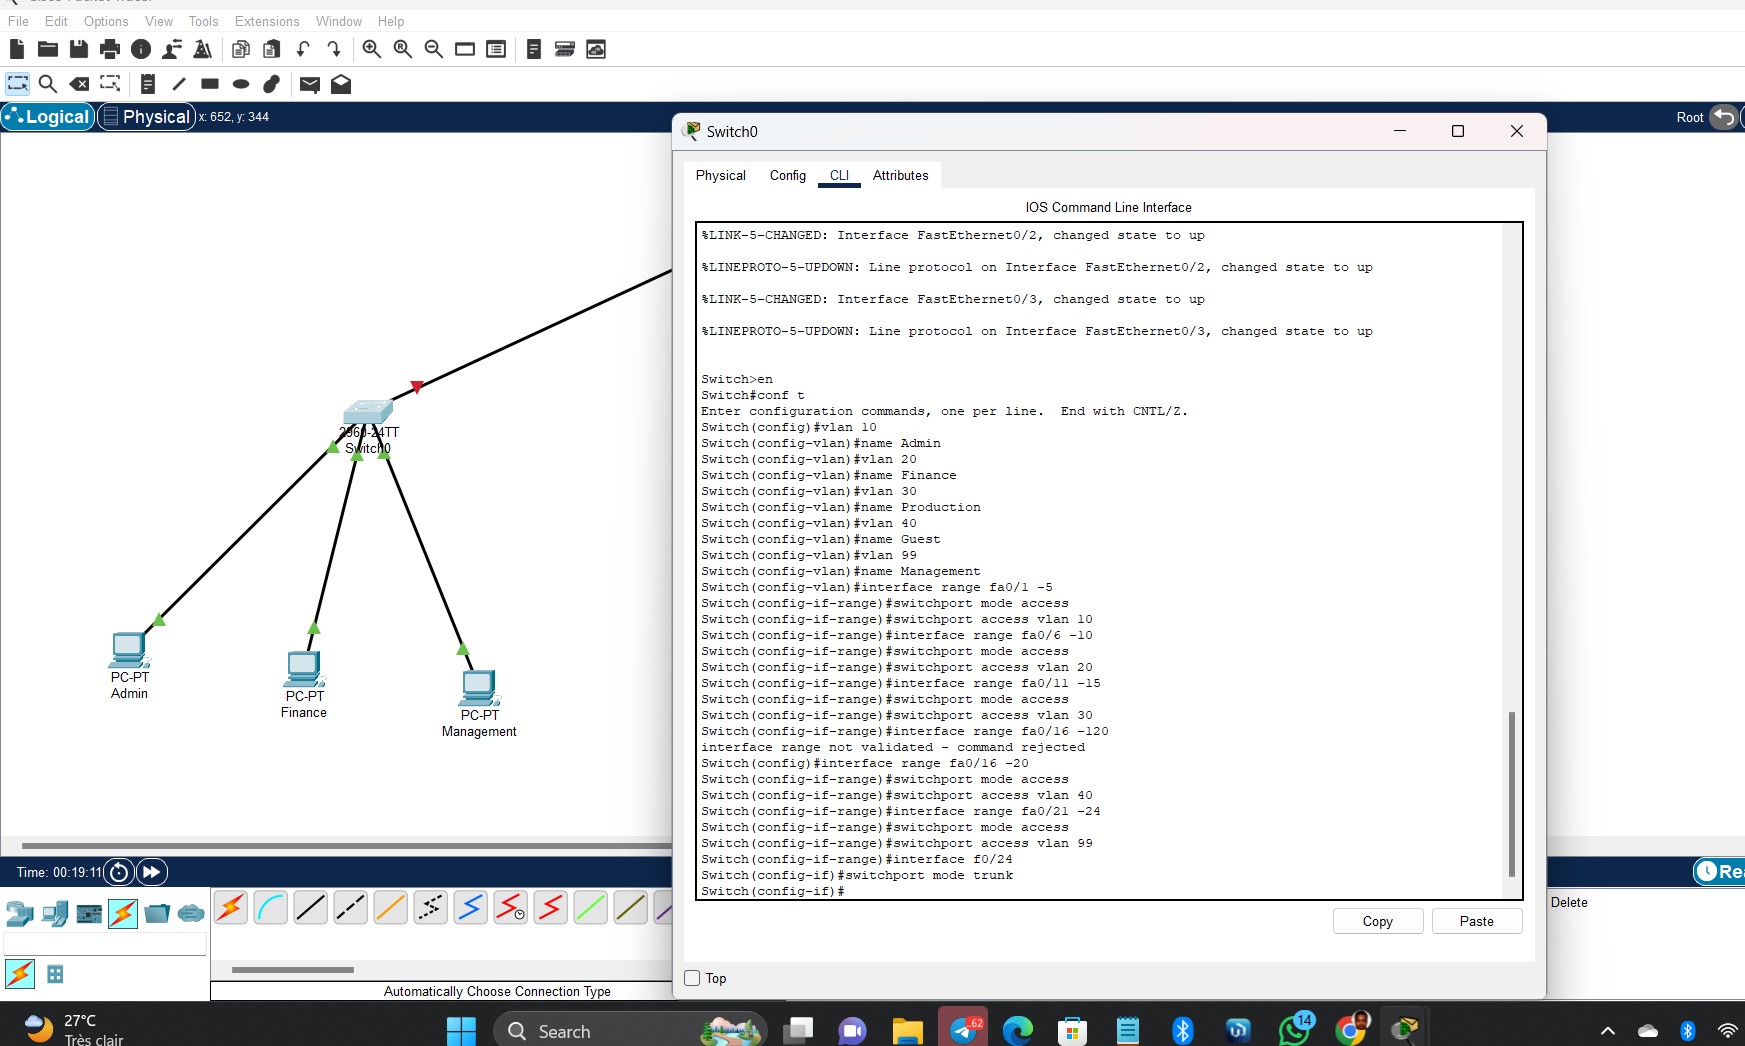 File Edit Options View Tools Extensions Window Help
Logical Physical x: 652, y: 344
Root
Switch0
Physical Config CLI Attributes
IOS Command Line Interface
%LINK-5-CHANGED: Interface FastEthernet0/2, changed state to up
%LINEPROTO-5-UPDOWN: Line protocol on Interface FastEthernet0/2, changed state to up
%LINK-5-CHANGED: Interface FastEthernet0/3, changed state to up
%LINEPROTO-5-UPDOWN: Line protocol on Interface FastEthernet0/3, changed state to up
Switch>en
Switch#conf t
Enter configuration commands, one per line.  End with CNTL/Z.
Switch(config)#vlan 10
Switch(config-vlan)#name Admin
Switch(config-vlan)#vlan 20
Switch(config-vlan)#name Finance
Switch(config-vlan)#vlan 30
Switch(config-vlan)#name Production
Switch(config-vlan)#vlan 40
Switch(config-vlan)#name Guest
Switch(config-vlan)#vlan 99
Switch(config-vlan)#name Management
Switch(config-vlan)#interface range fa0/1 -5
Switch(config-if-range)#switchport mode access
Switch(config-if-range)#switchport access vlan 10
Switch(config-if-range)#interface range fa0/6 -10
Switch(config-if-range)#switchport mode access
Switch(config-if-range)#switchport access vlan 20
Switch(config-if-range)#interface range fa0/11 -15
Switch(config-if-range)#switchport mode access
Switch(config-if-range)#switchport access vlan 30
Switch(config-if-range)#interface range fa0/16 -120
interface range not validated - command rejected
Switch(config)#interface range fa0/16 -20
Switch(config-if-range)#switchport mode access
Switch(config-if-range)#switchport access vlan 40
Switch(config-if-range)#interface range fa0/21 -24
Switch(config-if-range)#switchport mode access
Switch(config-if-range)#switchport access vlan 99
Switch(config-if-range)#interface f0/24
Switch(config-if)#switchport mode trunk
Switch(config-if)#
Copy Paste
Top
2960-24TT
Switch0
PC-PT
Admin
PC-PT
Finance
PC-PT
Management
Time: 00:19:11
Rea
Delete
Automatically Choose Connection Type
27°C
Très clair
Search
62
14